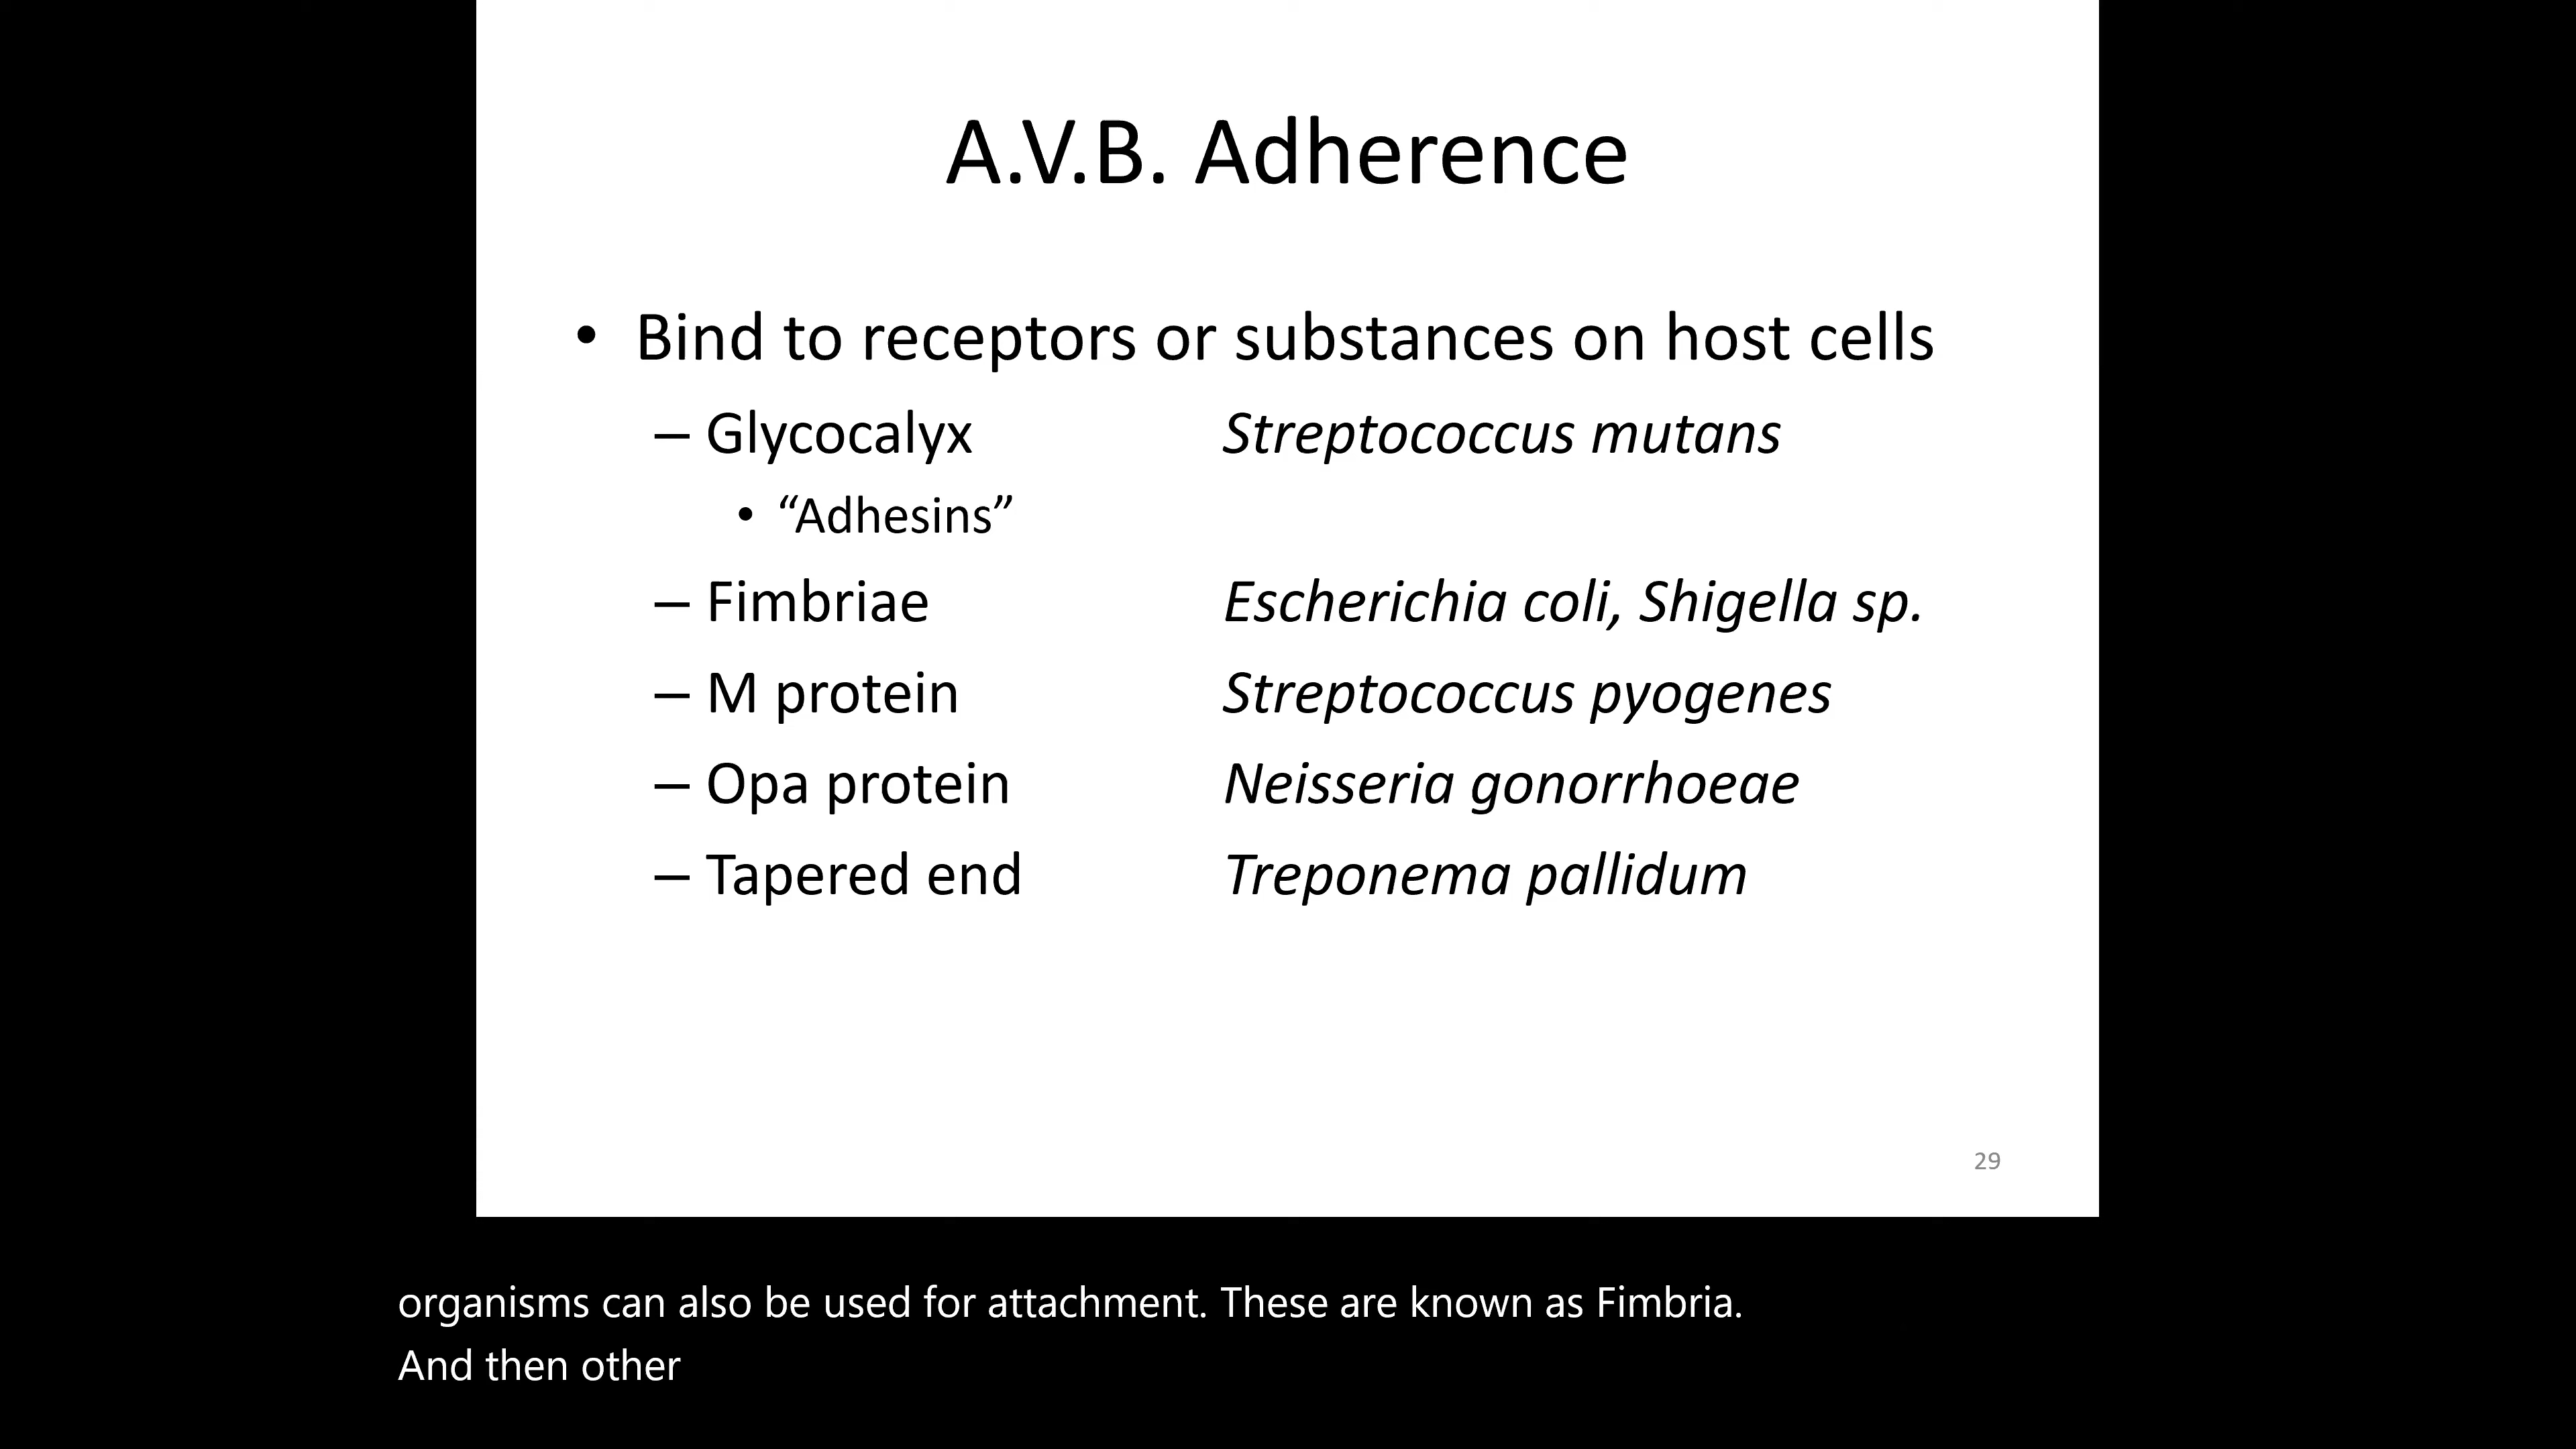 A.V.B. Adherence
• Bind to receptors or substances on host cells
– Glycocalyx Streptococcus mutans
• “Adhesins”
– Fimbriae Escherichia coli, Shigella sp.
– M protein Streptococcus pyogenes
– Opa protein Neisseria gonorrhoeae
– Tapered end Treponema pallidum
29
organisms can also be used for attachment. These are known as Fimbria.
And then other